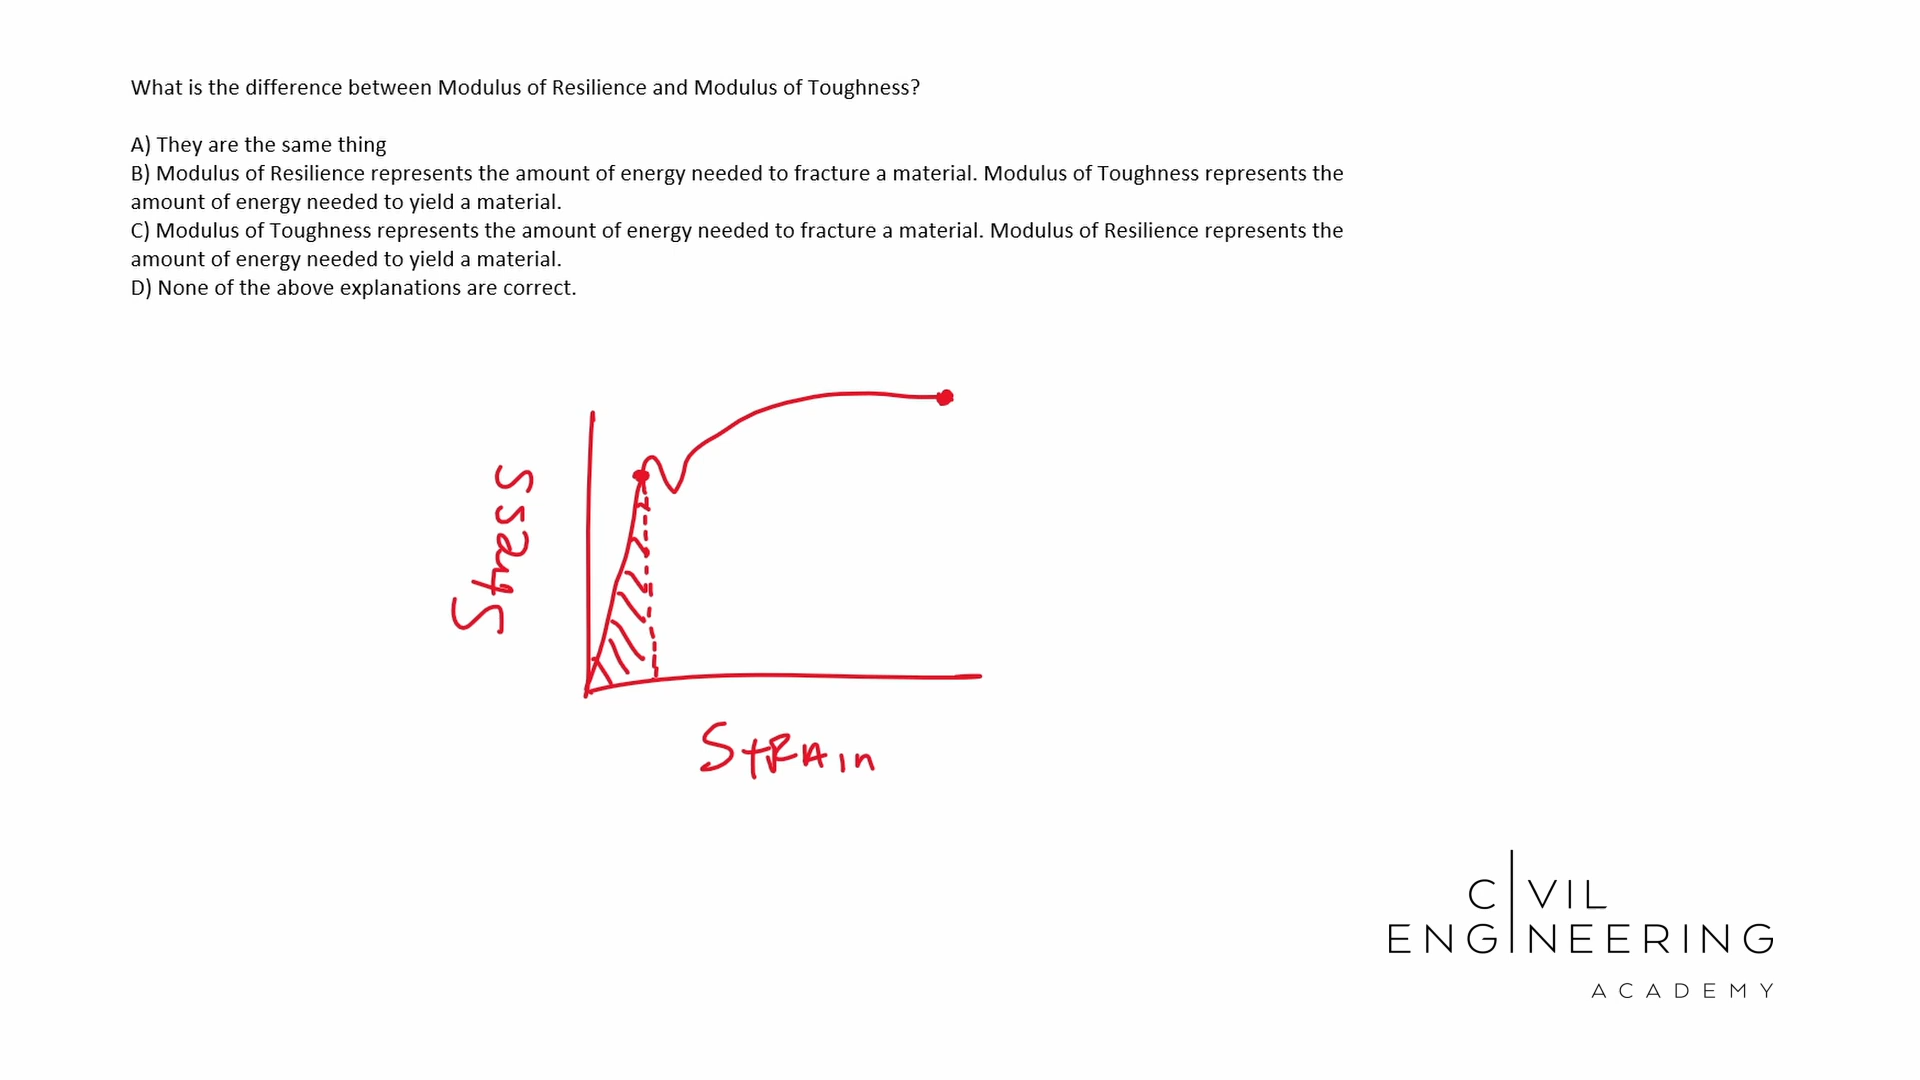 What is the difference between Modulus of Resilience and Modulus of Toughness?
A) They are the same thing
B) Modulus of Resilience represents the amount of energy needed to fracture a material. Modulus of Toughness represents the
amount of energy needed to yield a material.
C) Modulus of Toughness represents the amount of energy needed to fracture a material. Modulus of Resilience represents the
amount of energy needed to yield a material.
D) None of the above explanations are correct.
Stress
StRAin
CIVIL
ENGINEERING
ACADEMY